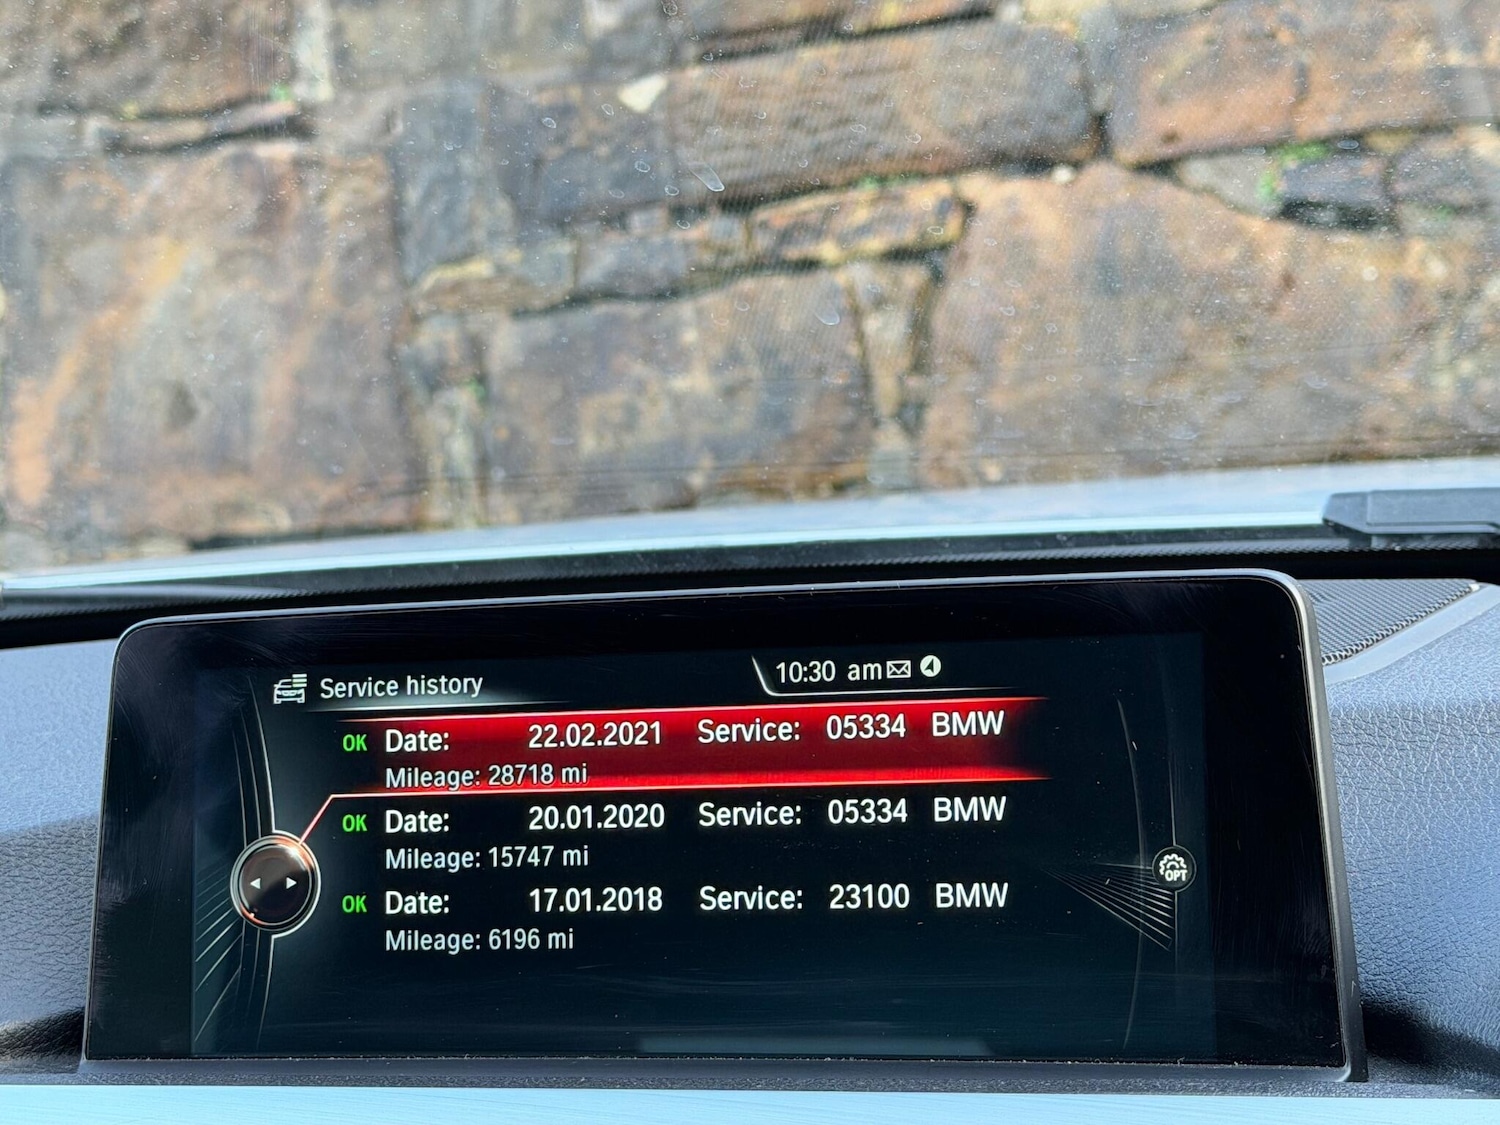 Service history 10:30 am
OK Date: 22.02.2021 Service: 05334 BMW
Mileage: 28718 mi
OK Date: 20.01.2020 Service: 05334 BMW
Mileage: 15747 mi
OK Date: 17.01.2018 Service: 23100 BMW
Mileage: 6196 mi
OPT